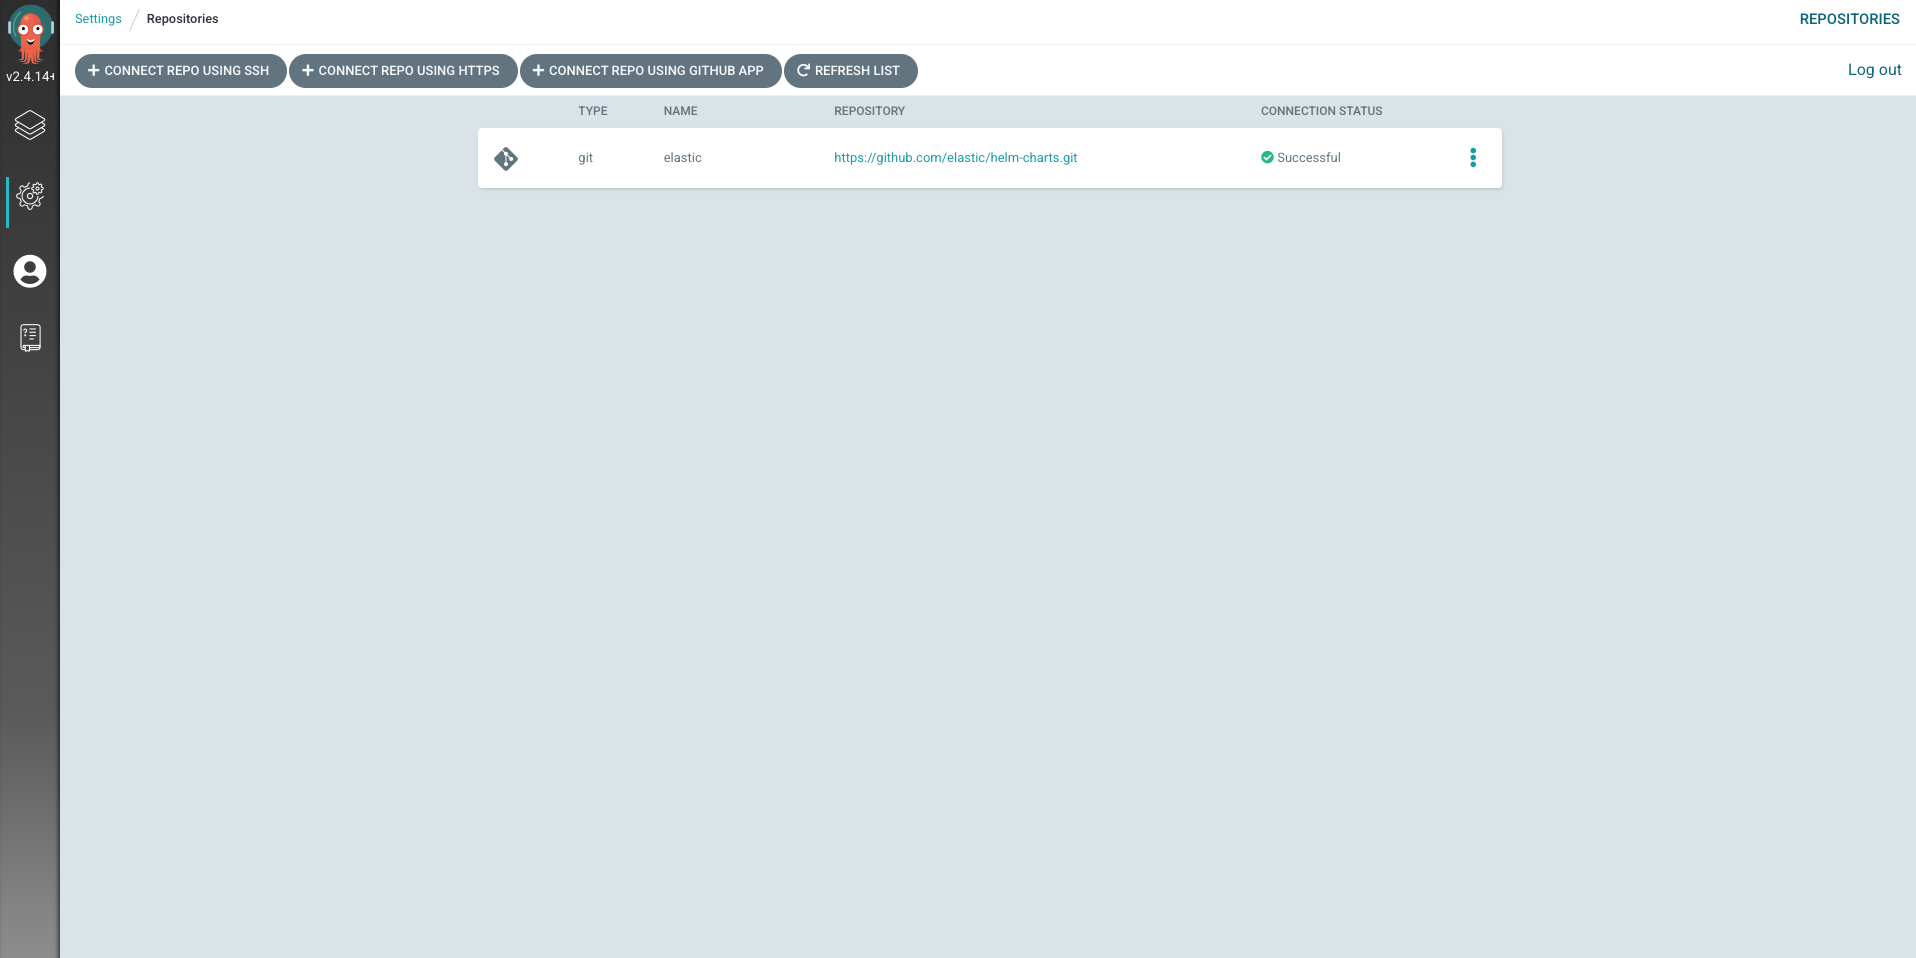 Settings / Repositories
REPOSITORIES
v2.4.14+
CONNECT REPO USING SSH CONNECT REPO USING HTTPS CONNECT REPO USING GITHUB APP REFRESH LIST
Log out
TYPE NAME REPOSITORY CONNECTION STATUS
git elastic https://github.com/elastic/helm-charts.git Successful